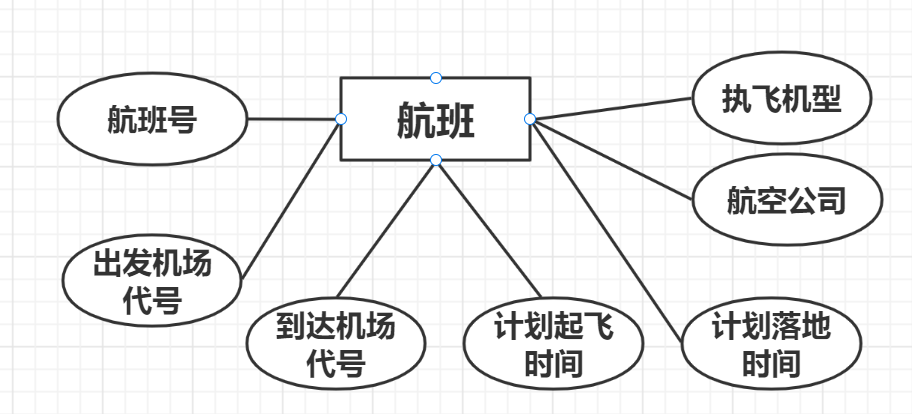 航班
航班号
执飞机型
航空公司
出发机场
代号
到达机场
代号
计划起飞
时间
计划落地
时间